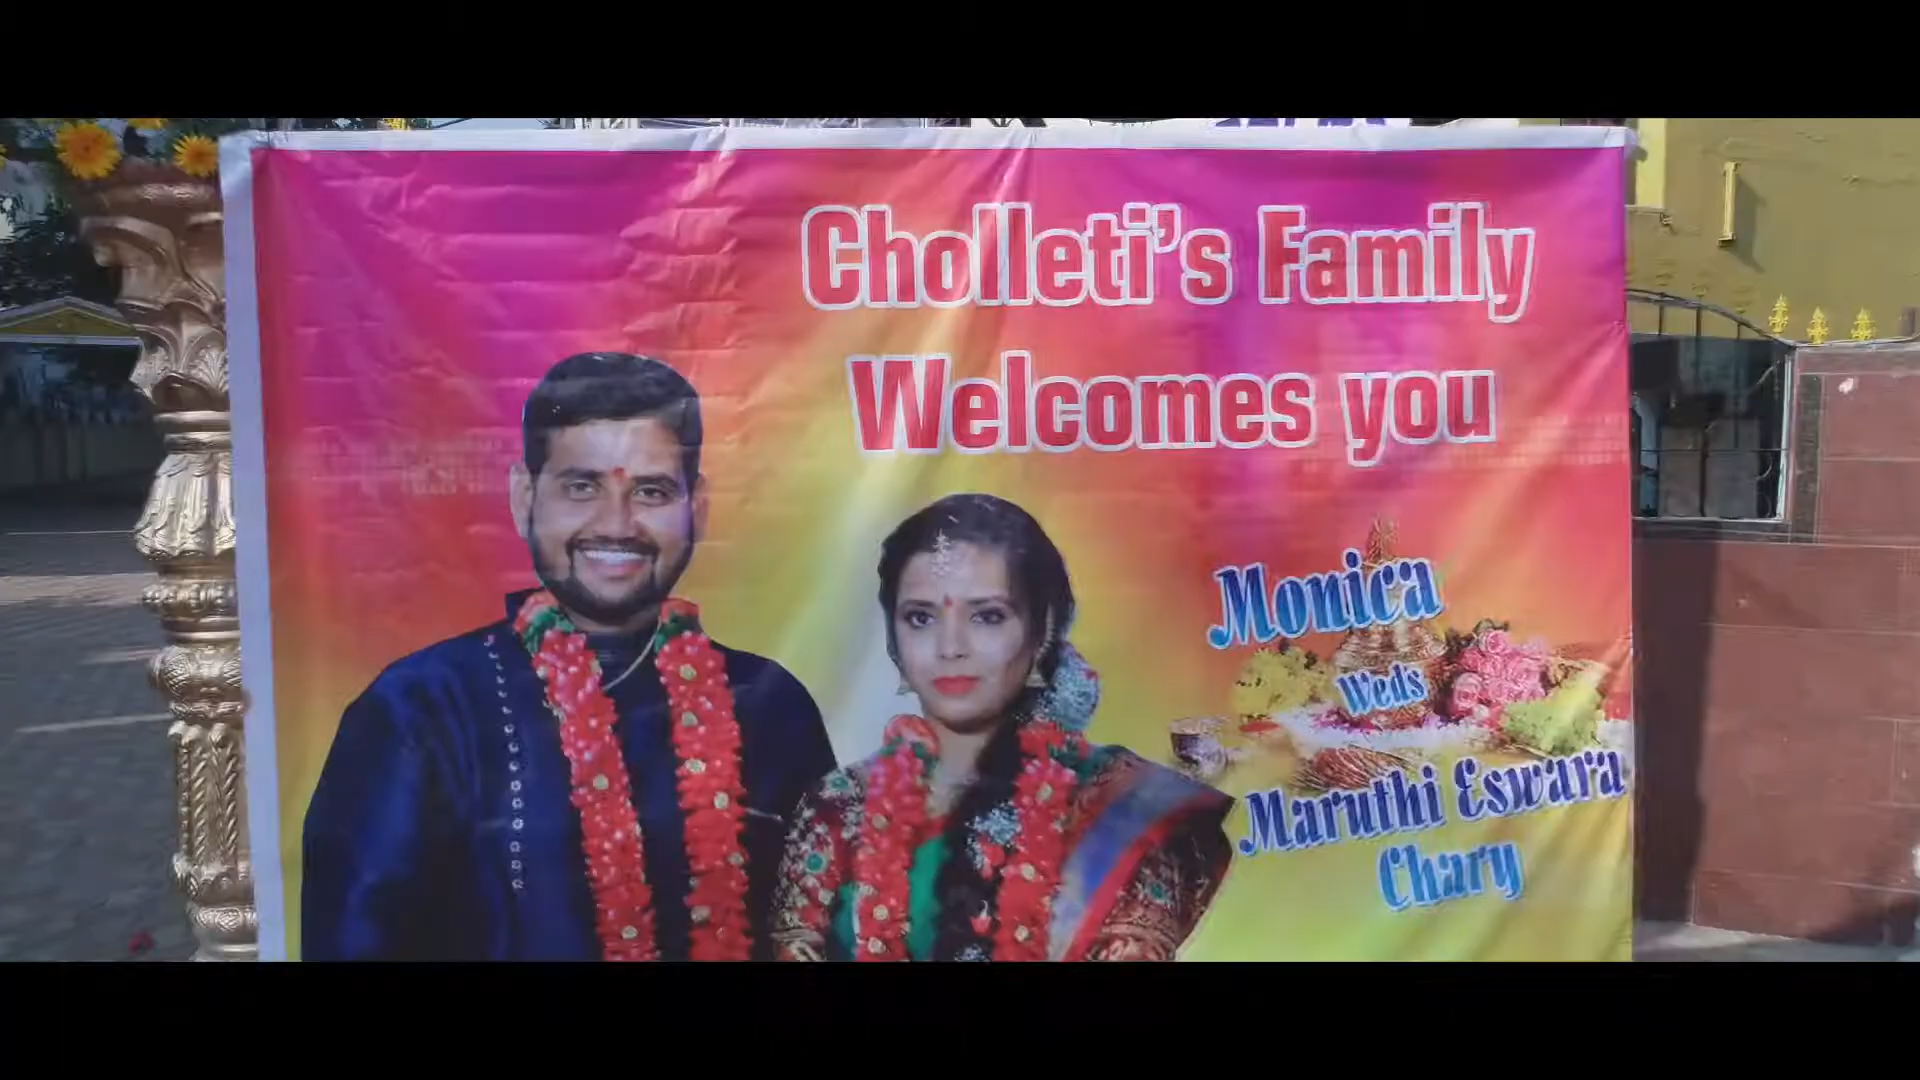 Cholleti's Family
Welcomes you
Monica
Weds
Maruthi Eswara
Chary